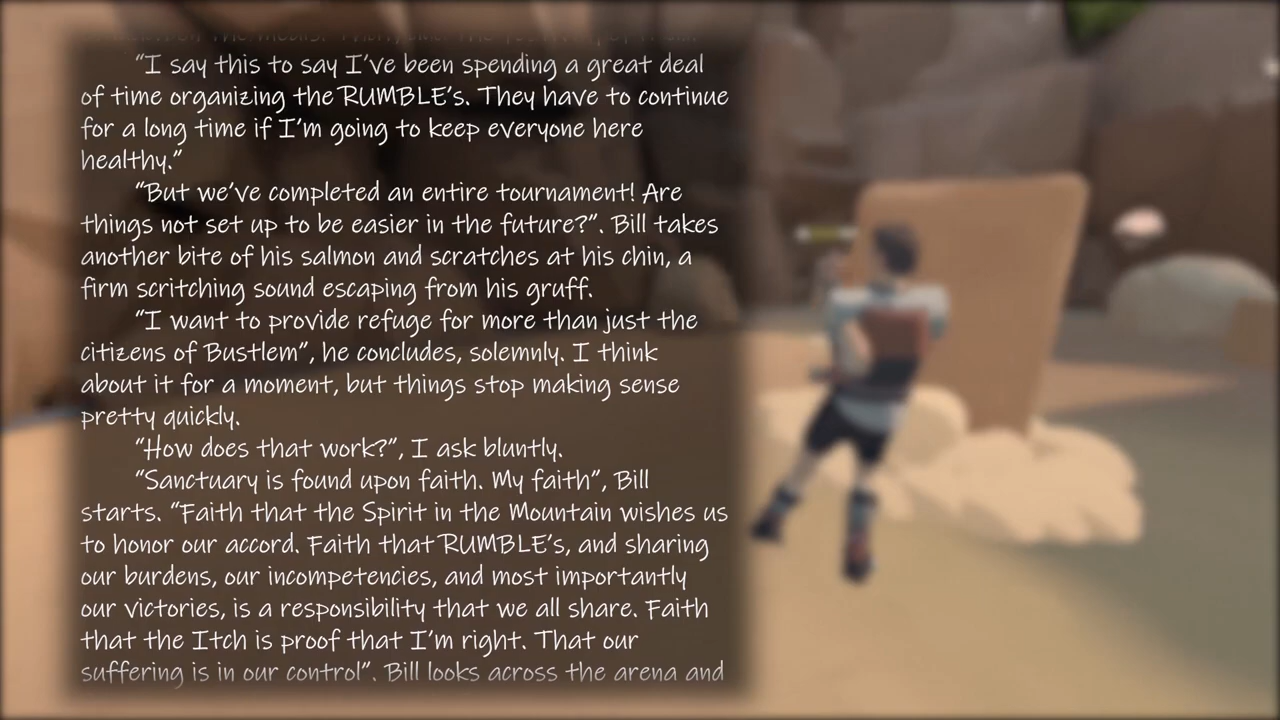 "I say this to say I've been spending a great deal
of time organizing the RUMBLE's. They have to continue
for a long time if I'm going to keep everyone here
healthy."
"But we've completed an entire tournament! Are
things not set up to be easier in the future?". Bill takes
another bite of his salmon and scratches at his chin, a
firm scritching sound escaping from his gruff.
"I want to provide refuge for more than just the
citizens of Bustlem", he concludes, solemnly. I think
about it for a moment, but things stop making sense
pretty quickly.
"How does that work?", I ask bluntly.
"Sanctuary is found upon faith. My faith", Bill
starts. "Faith that the Spirit in the Mountain wishes us
to honor our accord. Faith that RUMBLE's, and sharing
our burdens, our incompetencies, and most importantly
our victories, is a responsibility that we all share. Faith
that the Itch is proof that I'm right. That our
suffering is in our control". Bill looks across the arena and